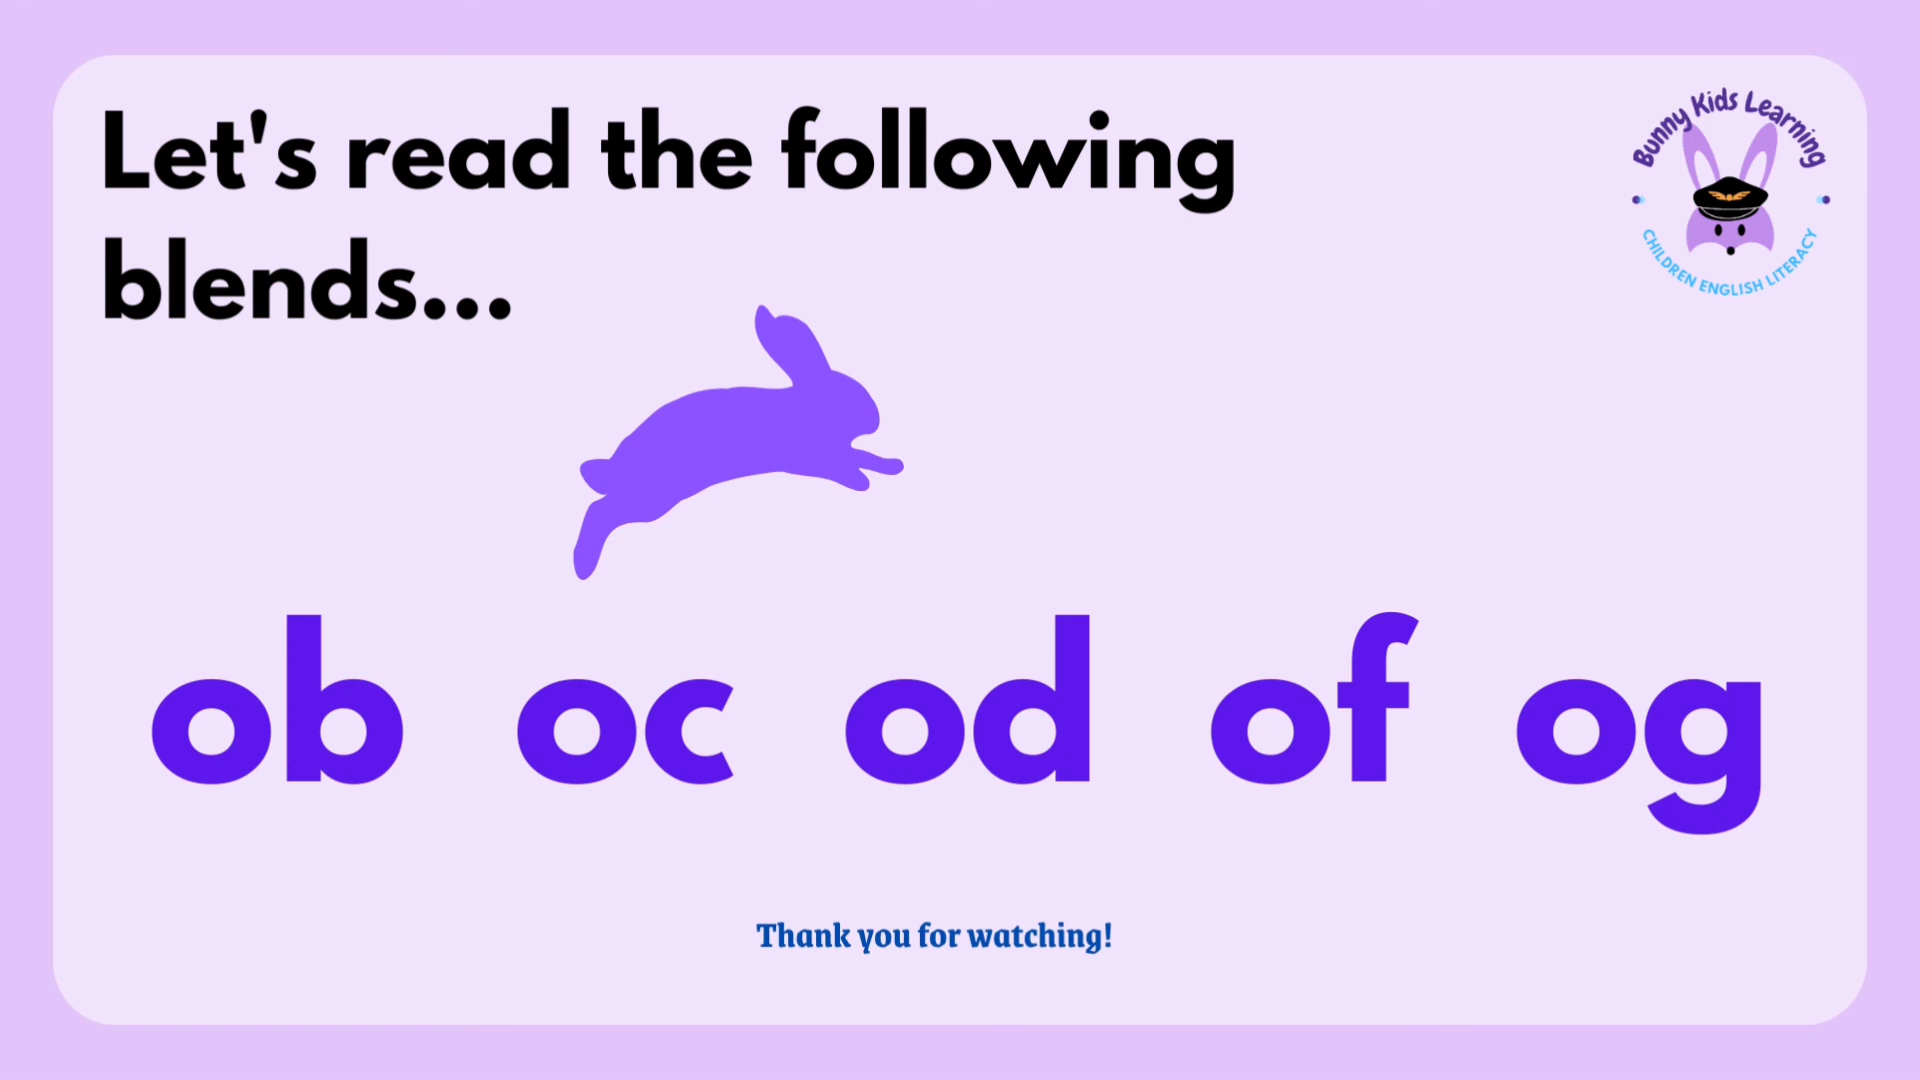 Let's read the following
blends...
Bunny Kids Learning
CHILDREN ENGLISH LITERACY
ob oc od of og
Thank you for watching!